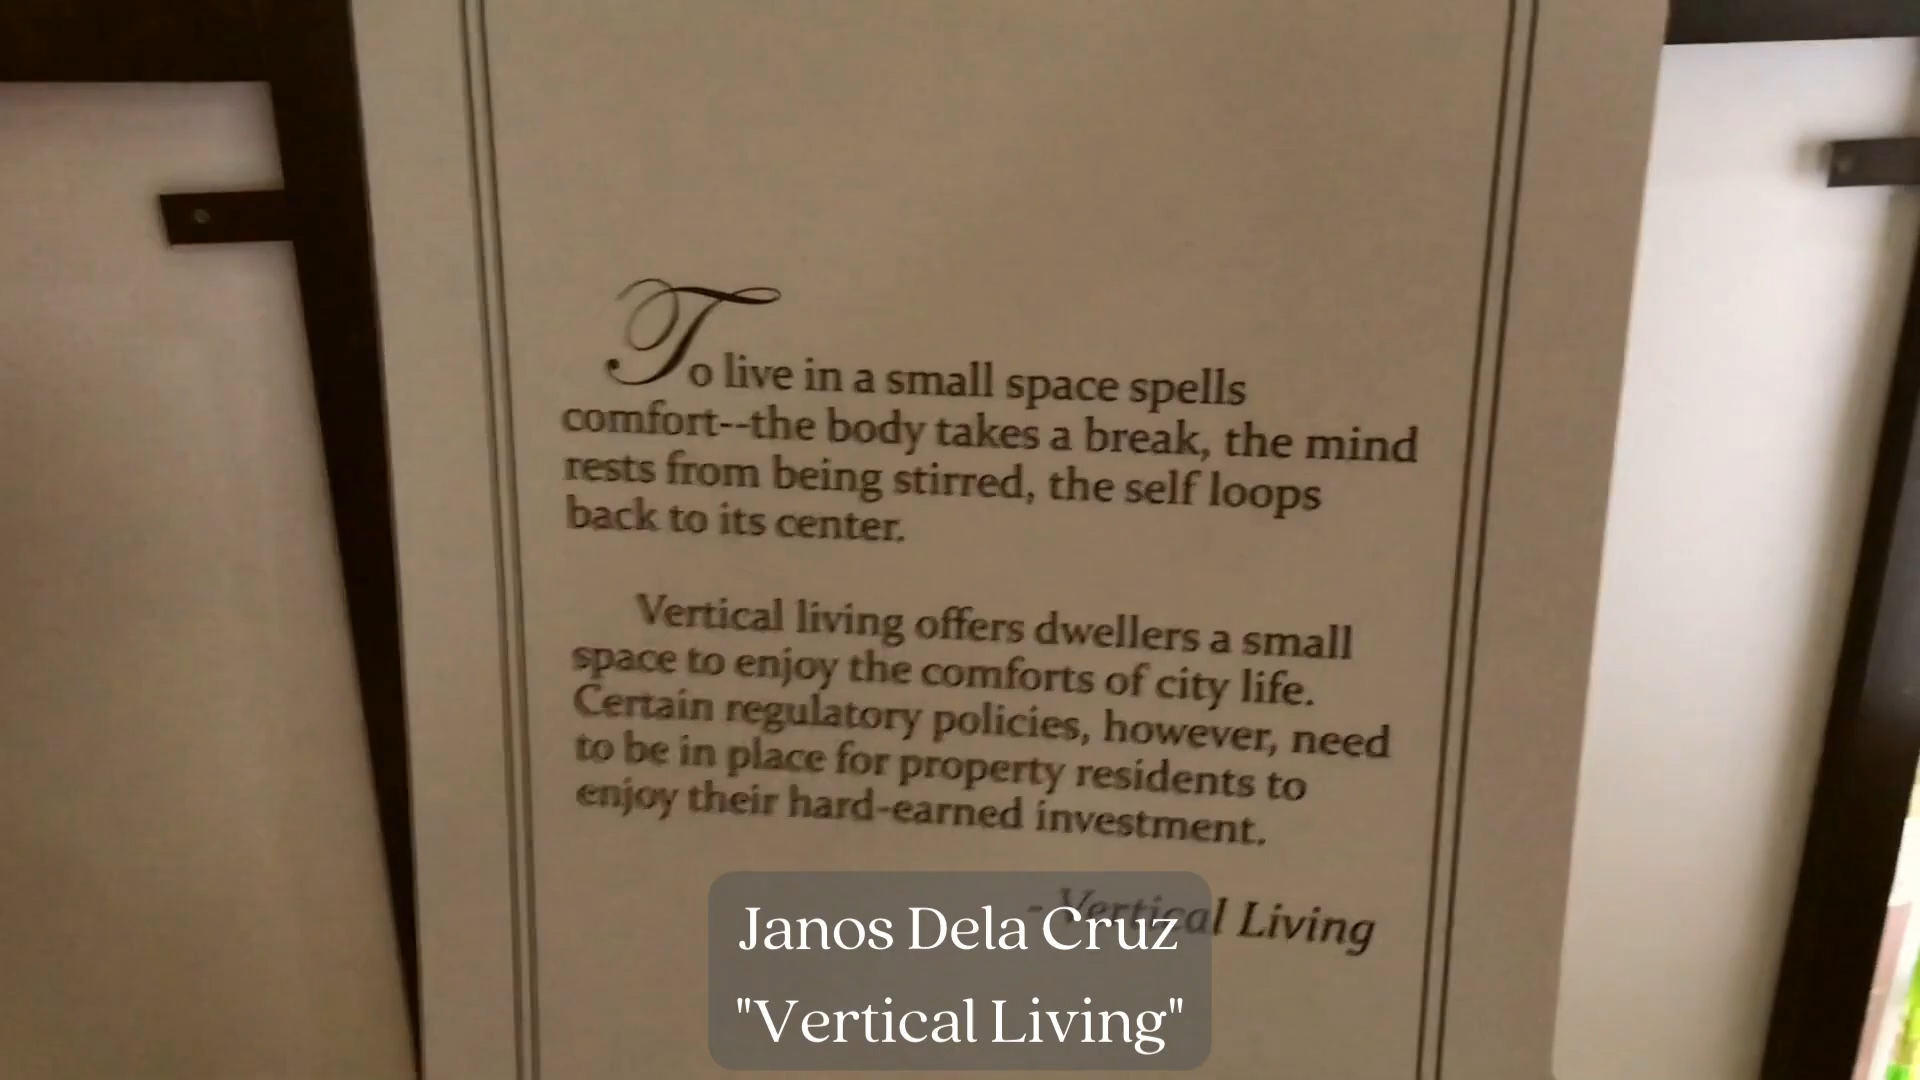 To live in a small space spells
comfort--the body takes a break, the mind
rests from being stirred, the self loops
back to its center.
Vertical living offers dwellers a small
space to enjoy the comforts of city life.
Certain regulatory policies, however, need
to be in place for property residents to
enjoy their hard-earned investment.
- Vertical Living
Janos Dela Cruz
"Vertical Living"